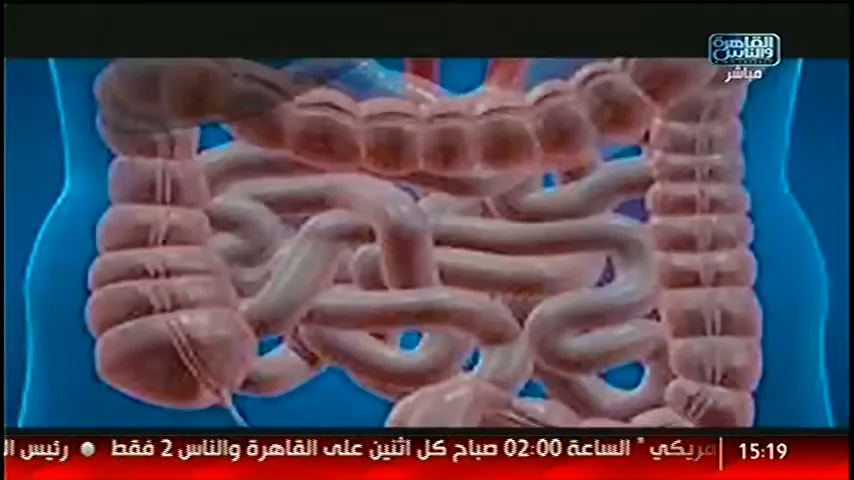 القاهرة
والناس
مباشر
مريكي " الساعة 02:00 صباح كل اثنين على القاهرة والناس 2 فقط ● رئيس ال
15:19